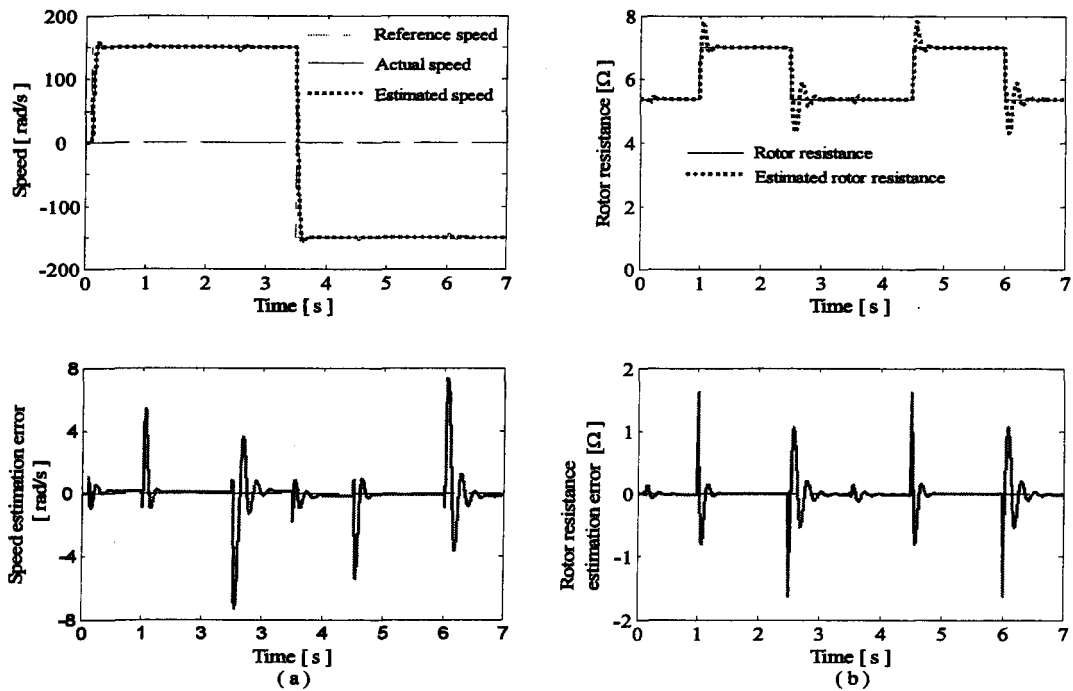 200
150
100
0
-100
-200
0 1 2 3 4 5 6 7
Speed [ rad/s]
Time [ s ]
Reference speed
Actual speed
Estimated speed
8
6
4
2
0
0 1 2 3 4 5 6 7
Rotor resistance [Ω]
Time [ s ]
Rotor resistance
Estimated rotor resistance
8
4
0
-4
-8
0 1 2 3 3 4 5 6 7
Speed estimation error
[ rad/s]
Time [ s ]
( a )
2
1
0
-1
-2
0 1 2 3 4 5 6 7
Rotor resistance
estimation error [Ω]
Time [ s ]
( b )